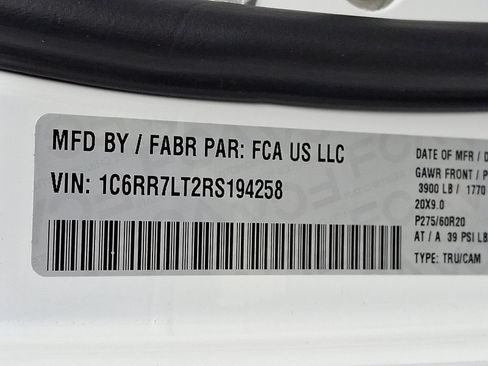 MFD BY / FABR PAR: FCA US LLC
VIN: 1C6RR7LT2RS194258
DATE OF MFR / D
GAWR FRONT / P
3900 LB / 1770
20X9.0
P275/60R20
AT / A 39 PSI LB
TYPE: TRU/CAM